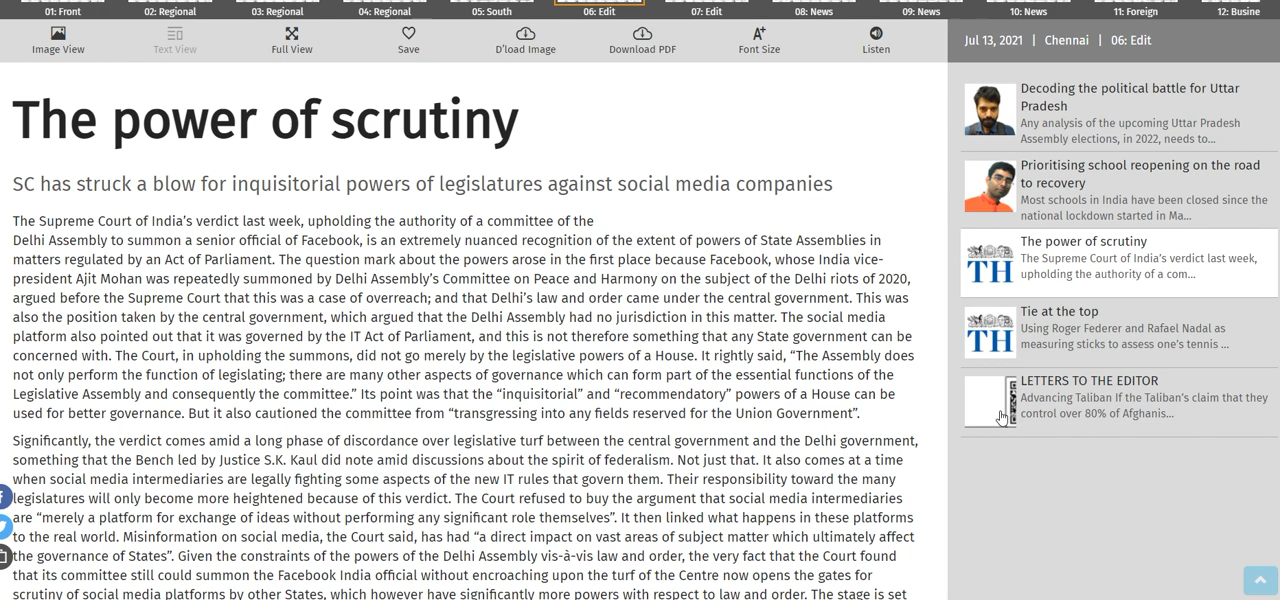 01: Front
02: Regional
03: Regional
04: Regional
05: South
06: Edit
07: Edit
08: News
09: News
10: News
11: Foreign
12: Busine
Image View
Text View
Full View
Save
D'load Image
Download PDF
Font Size
Listen
Jul 13, 2021 | Chennai | 06: Edit
The power of scrutiny
SC has struck a blow for inquisitorial powers of legislatures against social media companies
The Supreme Court of India’s verdict last week, upholding the authority of a committee of the
Delhi Assembly to summon a senior official of Facebook, is an extremely nuanced recognition of the extent of powers of State Assemblies in
matters regulated by an Act of Parliament. The question mark about the powers arose in the first place because Facebook, whose India vice-
president Ajit Mohan was repeatedly summoned by Delhi Assembly’s Committee on Peace and Harmony on the subject of the Delhi riots of 2020,
argued before the Supreme Court that this was a case of overreach; and that Delhi’s law and order came under the central government. This was
also the position taken by the central government, which argued that the Delhi Assembly had no jurisdiction in this matter. The social media
platform also pointed out that it was governed by the IT Act of Parliament, and this is not therefore something that any State government can be
concerned with. The Court, in upholding the summons, did not go merely by the legislative powers of a House. It rightly said, “The Assembly does
not only perform the function of legislating; there are many other aspects of governance which can form part of the essential functions of the
Legislative Assembly and consequently the committee.” Its point was that the “inquisitorial” and “recommendatory” powers of a House can be
used for better governance. But it also cautioned the committee from “transgressing into any fields reserved for the Union Government”.
Significantly, the verdict comes amid a long phase of discordance over legislative turf between the central government and the Delhi government,
something that the Bench led by Justice S.K. Kaul did note amid discussions about the spirit of federalism. Not just that. It also comes at a time
when social media intermediaries are legally fighting some aspects of the new IT rules that govern them. Their responsibility toward the many
legislatures will only become more heightened because of this verdict. The Court refused to buy the argument that social media intermediaries
are “merely a platform for exchange of ideas without performing any significant role themselves”. It then linked what happens in these platforms
to the real world. Misinformation on social media, the Court said, has had “a direct impact on vast areas of subject matter which ultimately affect
the governance of States”. Given the constraints of the powers of the Delhi Assembly vis-à-vis law and order, the very fact that the Court found
that its committee still could summon the Facebook India official without encroaching upon the turf of the Centre now opens the gates for
scrutiny of social media platforms by other States, which however have significantly more powers with respect to law and order. The stage is set
Decoding the political battle for Uttar
Pradesh
Any analysis of the upcoming Uttar Pradesh
Assembly elections, in 2022, needs to...
Prioritising school reopening on the road
to recovery
Most schools in India have been closed since the
national lockdown started in Ma...
TH
The power of scrutiny
The Supreme Court of India’s verdict last week,
upholding the authority of a com...
TH
Tie at the top
Using Roger Federer and Rafael Nadal as
measuring sticks to assess one’s tennis ...
LETTERS TO THE EDITOR
Advancing Taliban If the Taliban’s claim that they
control over 80% of Afghanis...